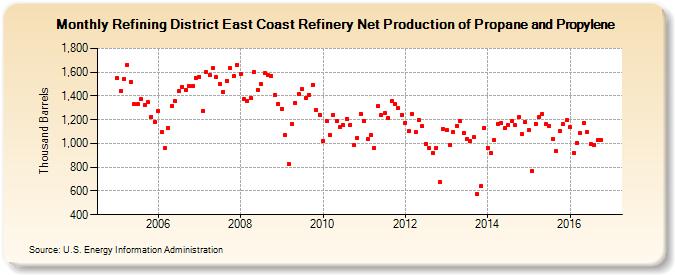 Monthly Refining District East Coast Refinery Net Production of Propane and Propylene
Thousand Barrels
1,800
1,600
1,400
1,200
1,000
800
600
400
2006 2008 2010 2012 2014 2016
Source: U.S. Energy Information Administration